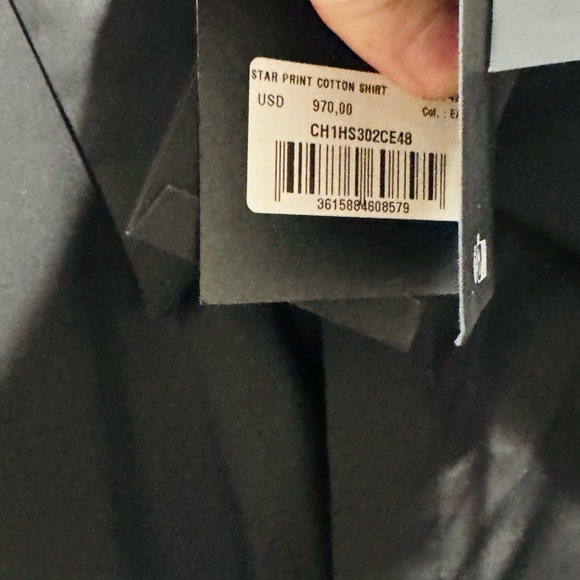 STAR PRINT COTTON SHIRT
USD 970,00
Col. :
CH1HS302CE48
3615884608579